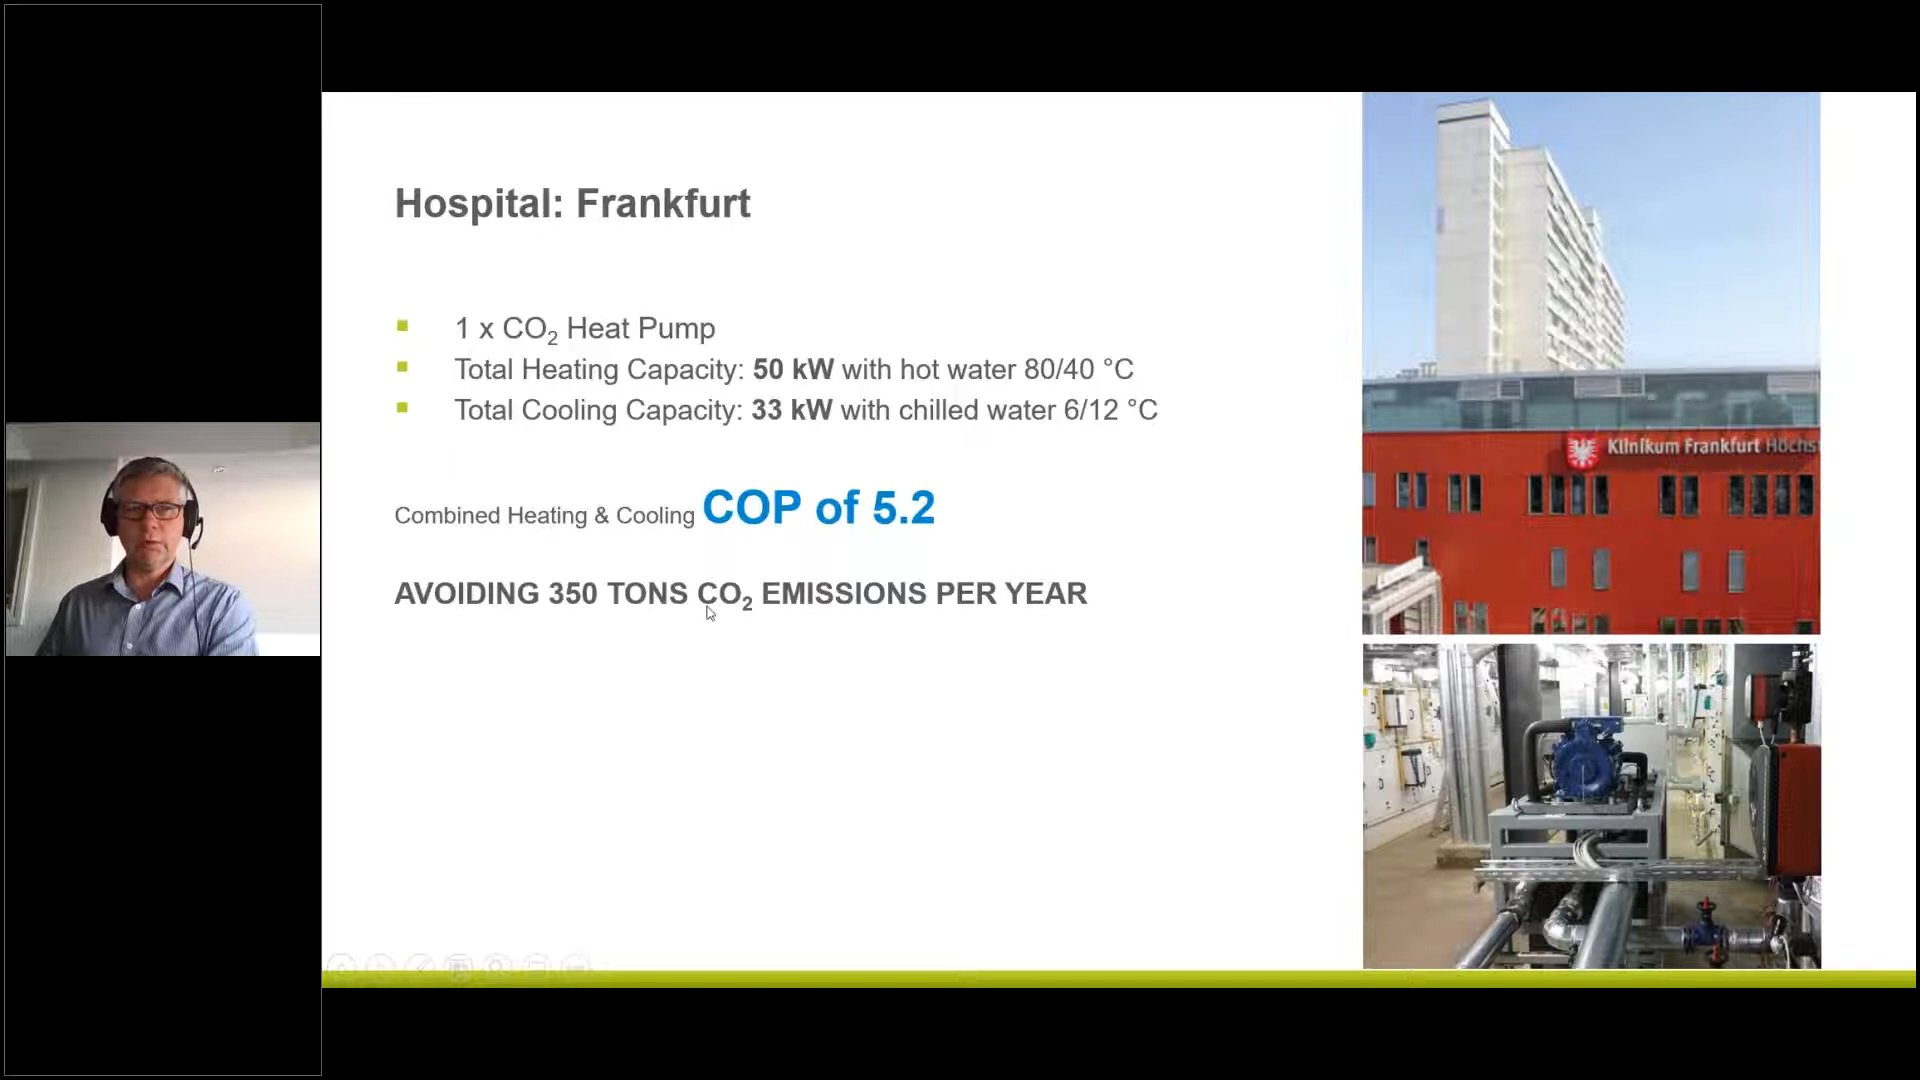 Hospital: Frankfurt
1 x CO₂ Heat Pump
Total Heating Capacity: 50 kW with hot water 80/40 °C
Total Cooling Capacity: 33 kW with chilled water 6/12 °C
Combined Heating & Cooling COP of 5.2
AVOIDING 350 TONS CO₂ EMISSIONS PER YEAR
Klinikum Frankfurt Höchst